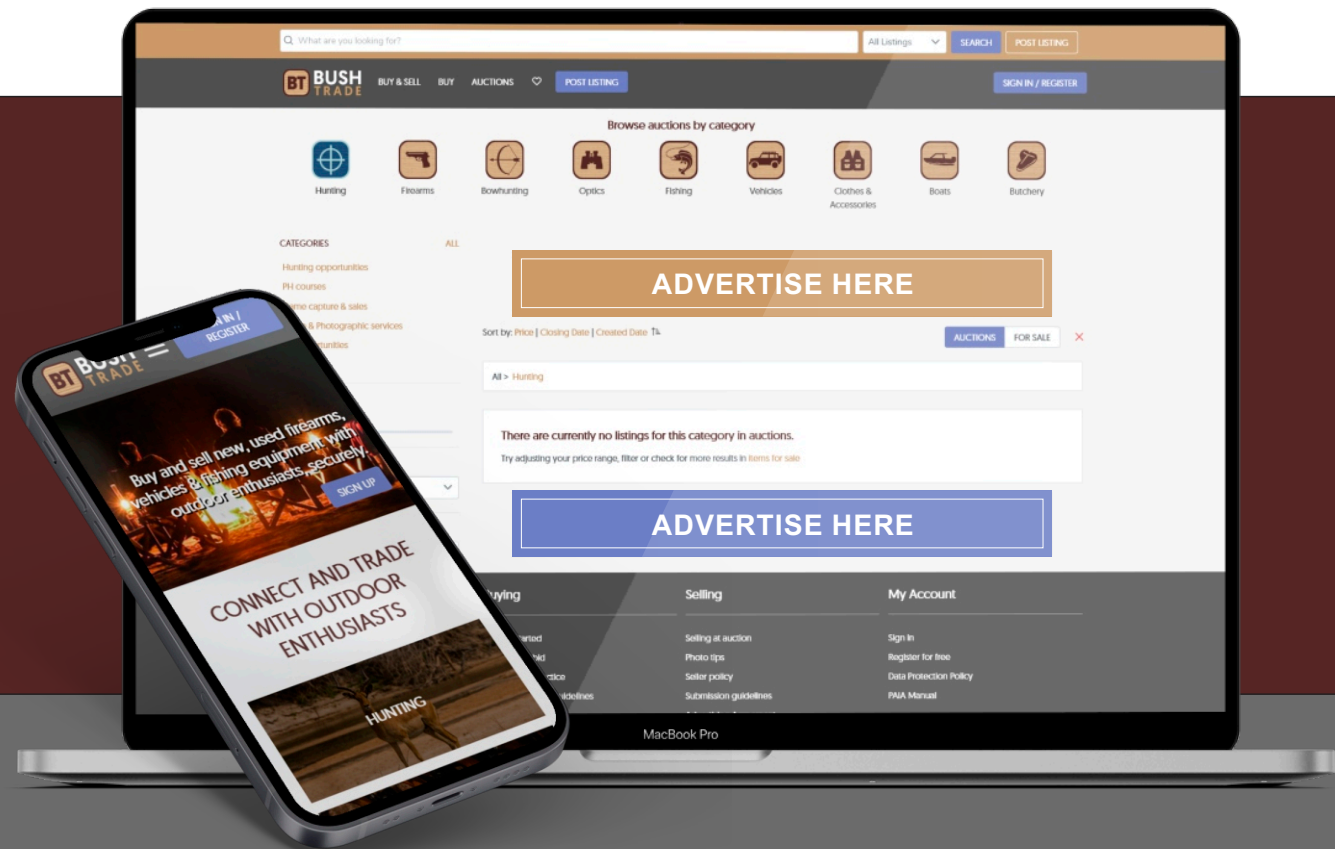 What are you looking for?
All Listings
SEARCH
POST LISTING
BT BUSH TRADE
BUY & SELL
BUY
AUCTIONS
POST LISTING
SIGN IN / REGISTER
Browse auctions by category
Hunting
Firearms
Bowhunting
Optics
Fishing
Vehicles
Clothes &
Accessories
Boats
Butchery
CATEGORIES
ALL
Hunting opportunities
PH courses
capture & sales
& Photographic services
ADVERTISE HERE
Sort by: Price | Closing Date | Created Date
AUCTIONS
FOR SALE
All > Hunting
There are currently no listings for this category in auctions.
Try adjusting your price range, filter or check for more results in items for sale
ADVERTISE HERE
Selling
My Account
Selling at auction
Sign in
Photo tips
Register for free
Seller policy
Data Protection Policy
Submission guidelines
PAIA Manual
MacBook Pro
BT BUSH
TRADE
IN /
REGISTER
Buy and sell new, used firearms,
vehicles & fishing equipment with
outdoor enthusiasts, securely.
SIGN UP
CONNECT AND TRADE
WITH OUTDOOR
ENTHUSIASTS
HUNTING